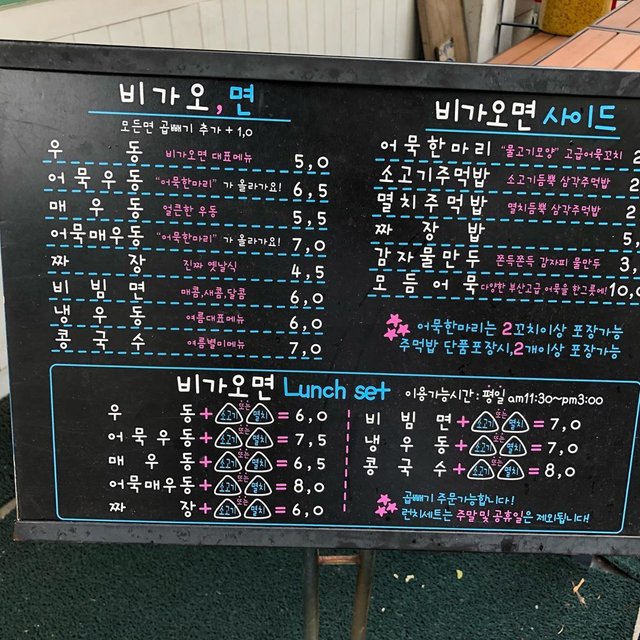 비가오,면
모든면 곱빼기 추가 + 1,0
우동 비가오면 대표메뉴 5,0
어묵우동 "어묵한마리"가 올라가요! 6,5
매우동 얼큰한 우동 5,5
어묵매우동 "어묵한마리"가 올라가요! 7,0
짜장 진짜 옛날식 4,5
비빔면 매콤,새콤,달콤 6,0
냉우동 여름대표메뉴 6,0
콩국수 여름별미메뉴 7,0
비가오면 사이드
어묵한마리 "물고기모양" 고급어묵꼬치 2
소고기주먹밥 소고기듬뿍 삼각주먹밥 2
멸치주먹밥 멸치듬뿍 삼각주먹밥 2
짜장밥 5,
감자물만두 쫀득쫀득 감자피 물만두 3,
모듬어묵 다양한 부산고급 어묵을 한그릇에! 10,0
어묵한마리는 2꼬치이상 포장가능
주먹밥 단품포장시, 2개이상 포장가능
비가오면 Lunch set 이용가능시간 : 평일 am11:30~pm3:00
우동 + 소고기 또는 멸치 = 6,0
어묵우동 + 소고기 또는 멸치 = 7,5
매우동 + 소고기 또는 멸치 = 6,5
어묵매우동 + 소고기 또는 멸치 = 8,0
짜장 + 소고기 또는 멸치 = 6,0
비빔면 + 소고기 또는 멸치 = 7,0
냉우동 + 소고기 또는 멸치 = 7,0
콩국수 + 소고기 또는 멸치 = 8,0
곱빼기 주문가능합니다!
런치세트는 주말 및 공휴일은 제외됩니다!